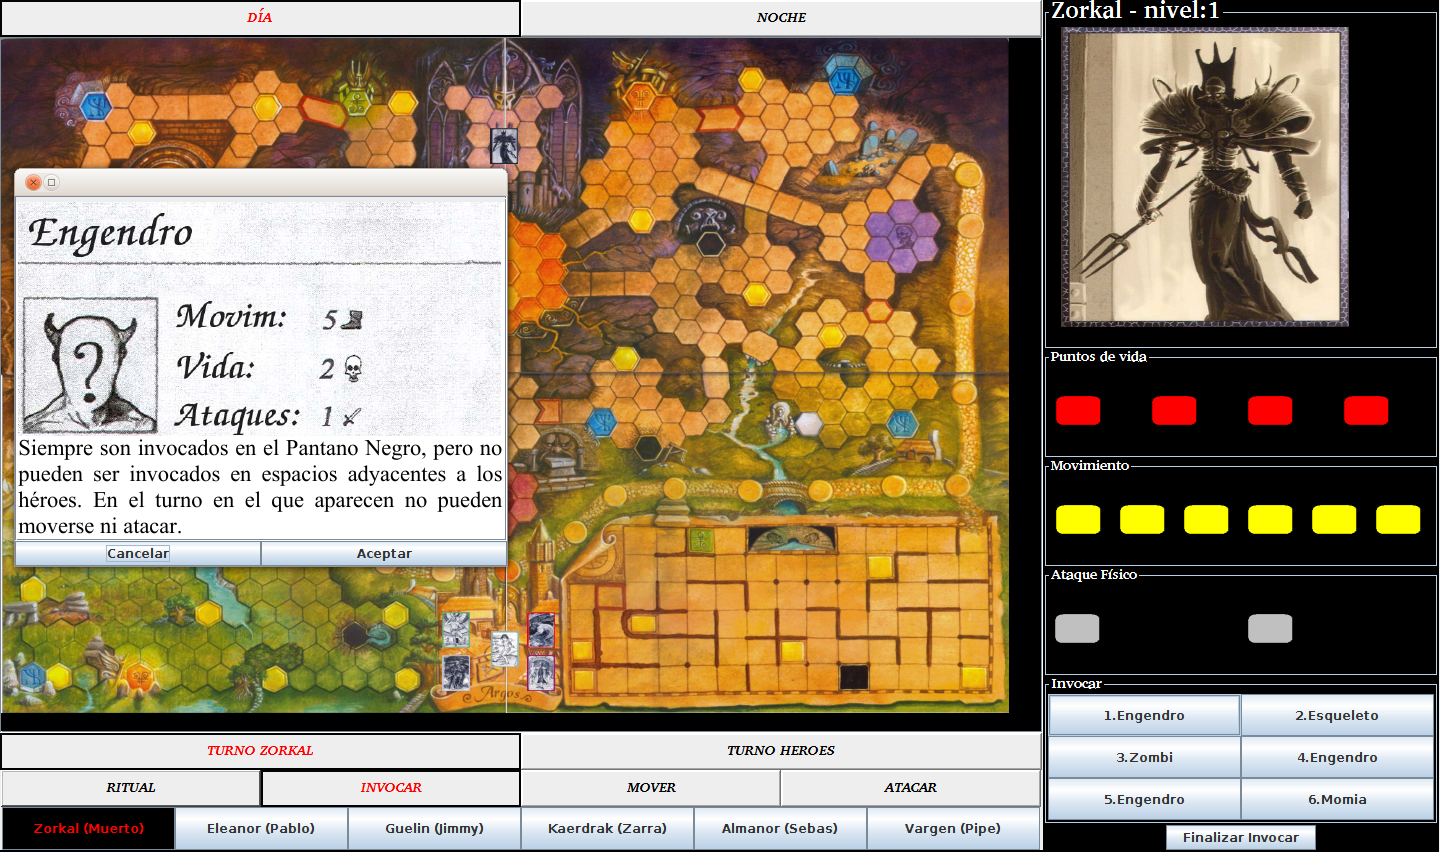 DÍA
NOCHE
Zorkal - nivel:1
Engendro
Movim: 5
Vida: 2
Ataques: 1
Siempre son invocados en el Pantano Negro, pero no
pueden ser invocados en espacios adyacentes a los
héroes. En el turno en el que aparecen no pueden
moverse ni atacar.
Cancelar
Aceptar
Argos
Puntos de vida
Movimiento
Ataque Físico
Invocar
1.Engendro
2.Esqueleto
3.Zombi
4.Engendro
5.Engendro
6.Momia
Finalizar Invocar
TURNO ZORKAL
TURNO HEROES
RITUAL
INVOCAR
MOVER
ATACAR
Zorkal (Muerto)
Eleanor (Pablo)
Guelin (Jimmy)
Kaerdrak (Zarra)
Almanor (Sebas)
Vargen (Pipe)